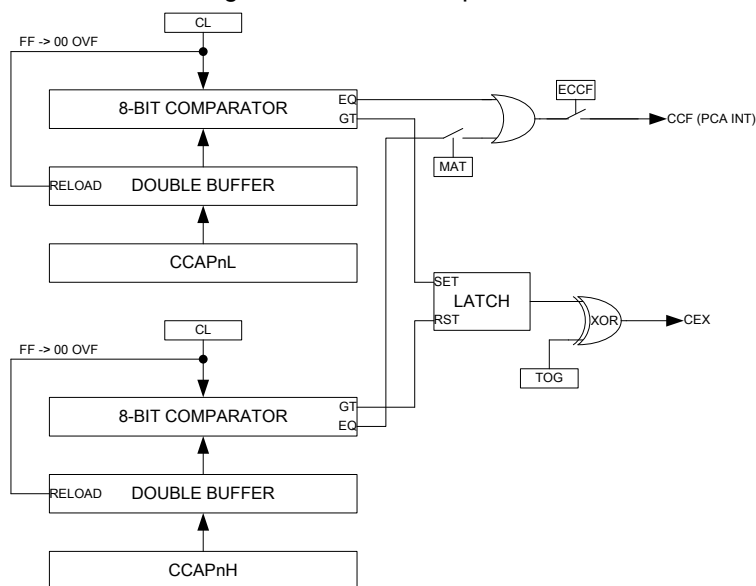 CL
FF -> 00 OVF
8-BIT COMPARATOR
EQ
GT
RELOAD
DOUBLE BUFFER
CCAPnL
ECCF
CCF (PCA INT)
MAT
SET
LATCH
RST
XOR
CEX
TOG
CL
FF -> 00 OVF
8-BIT COMPARATOR
GT
EQ
RELOAD
DOUBLE BUFFER
CCAPnH